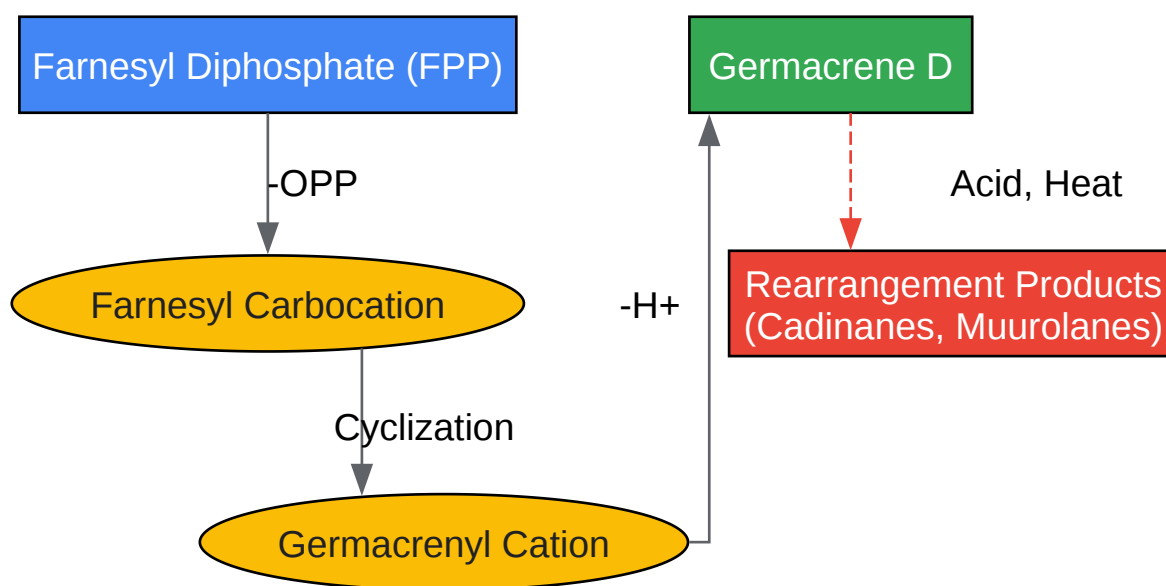 Farnesyl Diphosphate (FPP)
-OPP
Farnesyl Carbocation
Cyclization
Germacrenyl Cation
-H+
Germacrene D
Acid, Heat
Rearrangement Products
(Cadinanes, Muurolanes)